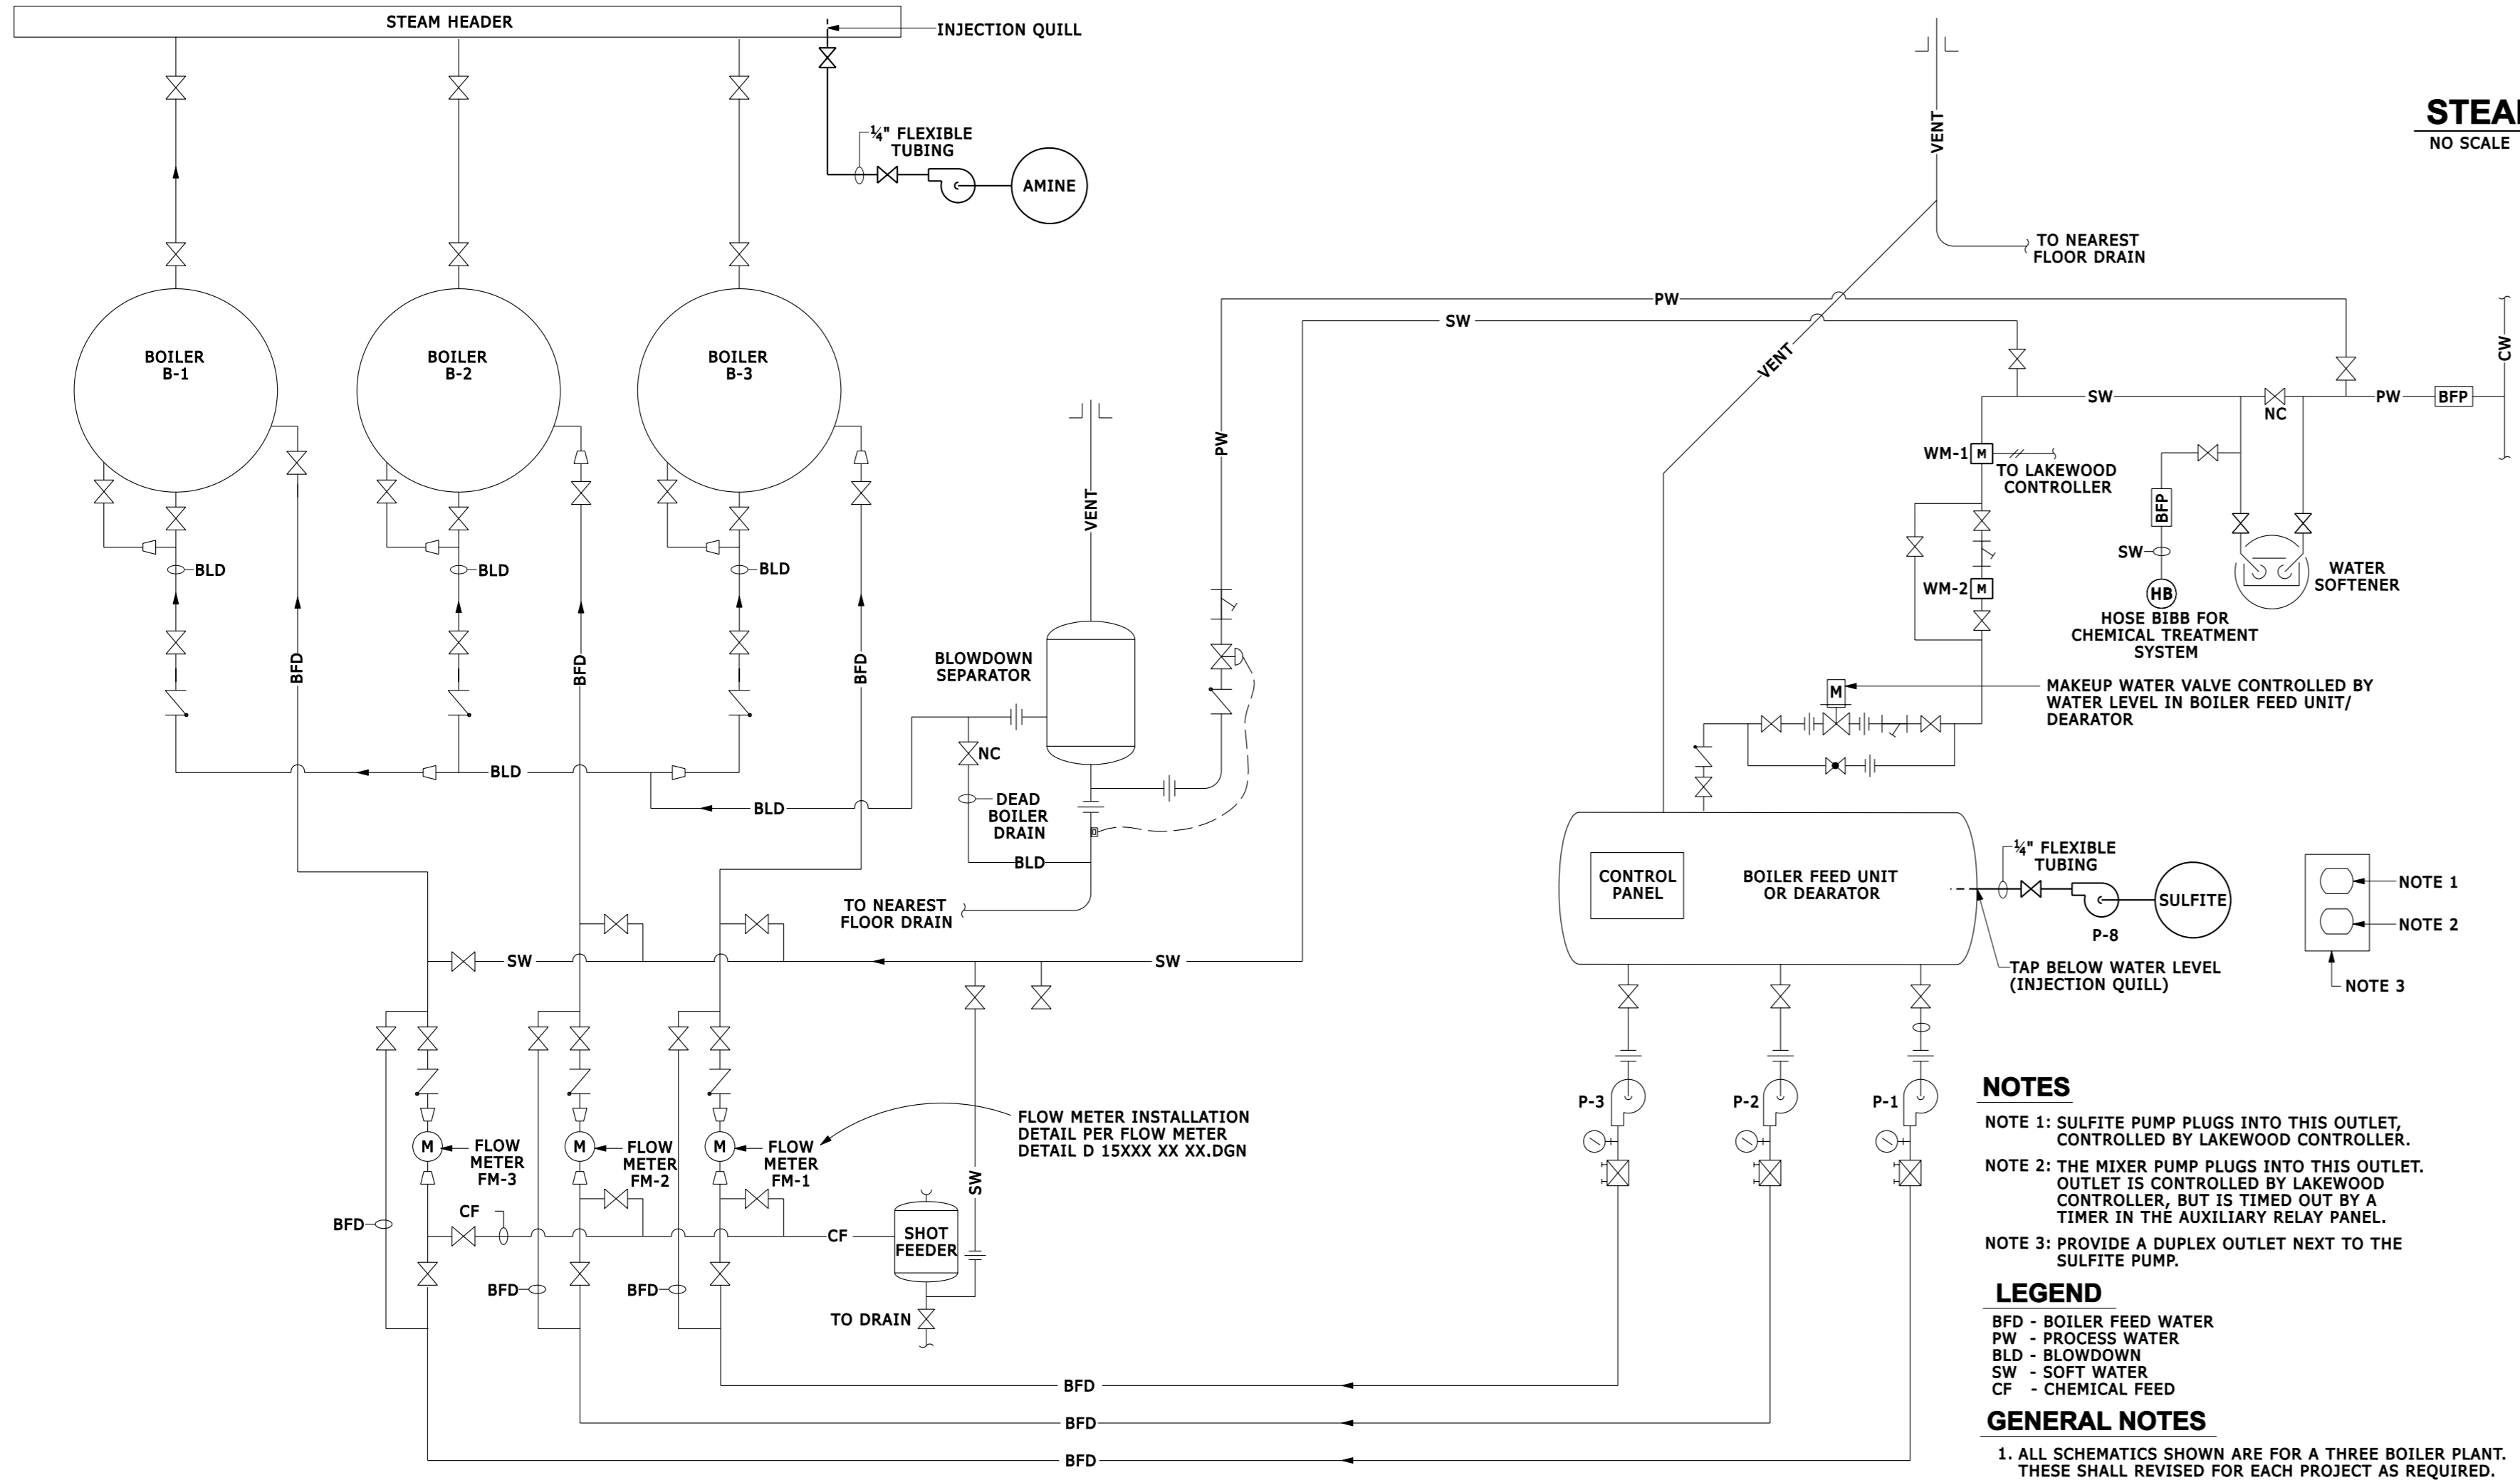 STEAM HEADER
INJECTION QUILL
¼" FLEXIBLE
TUBING
AMINE
VENT
STEA
NO SCALE
TO NEAREST
FLOOR DRAIN
PW
SW
VENT
CW
BOILER
B-1
BOILER
B-2
BOILER
B-3
SW
NC
PW
BFP
PW
WM-1
M
TO LAKEWOOD
CONTROLLER
BFP
VENT
SW
WATER
SOFTENER
BLD
BLD
BLD
WM-2
M
HB
HOSE BIBB FOR
CHEMICAL TREATMENT
SYSTEM
BFD
BFD
BFD
BLOWDOWN
SEPARATOR
M
MAKEUP WATER VALVE CONTROLLED BY
WATER LEVEL IN BOILER FEED UNIT/
DEARATOR
NC
BLD
BLD
DEAD
BOILER
DRAIN
BLD
TO NEAREST
FLOOR DRAIN
CONTROL
PANEL
BOILER FEED UNIT
OR DEARATOR
¼" FLEXIBLE
TUBING
SULFITE
P-8
NOTE 1
NOTE 2
NOTE 3
TAP BELOW WATER LEVEL
(INJECTION QUILL)
SW
SW
P-3
P-2
P-1
M
FLOW
METER
FM-3
M
FLOW
METER
FM-2
M
FLOW
METER
FM-1
FLOW METER INSTALLATION
DETAIL PER FLOW METER
DETAIL D 15XXX XX XX.DGN
SW
BFD
CF
CF
SHOT
FEEDER
BFD
BFD
TO DRAIN
BFD
BFD
BFD
NOTES
NOTE 1: SULFITE PUMP PLUGS INTO THIS OUTLET,
CONTROLLED BY LAKEWOOD CONTROLLER.
NOTE 2: THE MIXER PUMP PLUGS INTO THIS OUTLET.
OUTLET IS CONTROLLED BY LAKEWOOD
CONTROLLER, BUT IS TIMED OUT BY A
TIMER IN THE AUXILIARY RELAY PANEL.
NOTE 3: PROVIDE A DUPLEX OUTLET NEXT TO THE
SULFITE PUMP.
LEGEND
BFD - BOILER FEED WATER
PW - PROCESS WATER
BLD - BLOWDOWN
SW - SOFT WATER
CF - CHEMICAL FEED
GENERAL NOTES
1. ALL SCHEMATICS SHOWN ARE FOR A THREE BOILER PLANT.
THESE SHALL REVISED FOR EACH PROJECT AS REQUIRED.